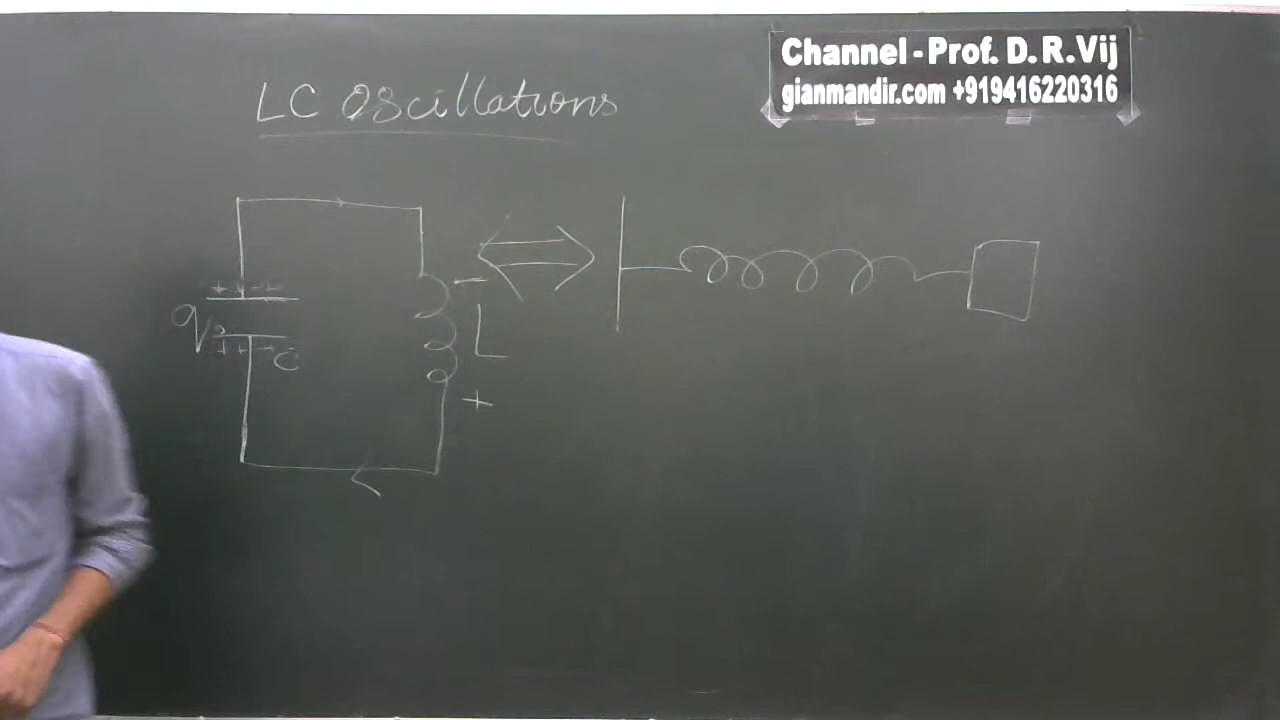 LC Oscillations
Channel - Prof. D. R. Vij
gianmandir.com +919416220316
+ + - +
q
+ + - -
C
-
L
+